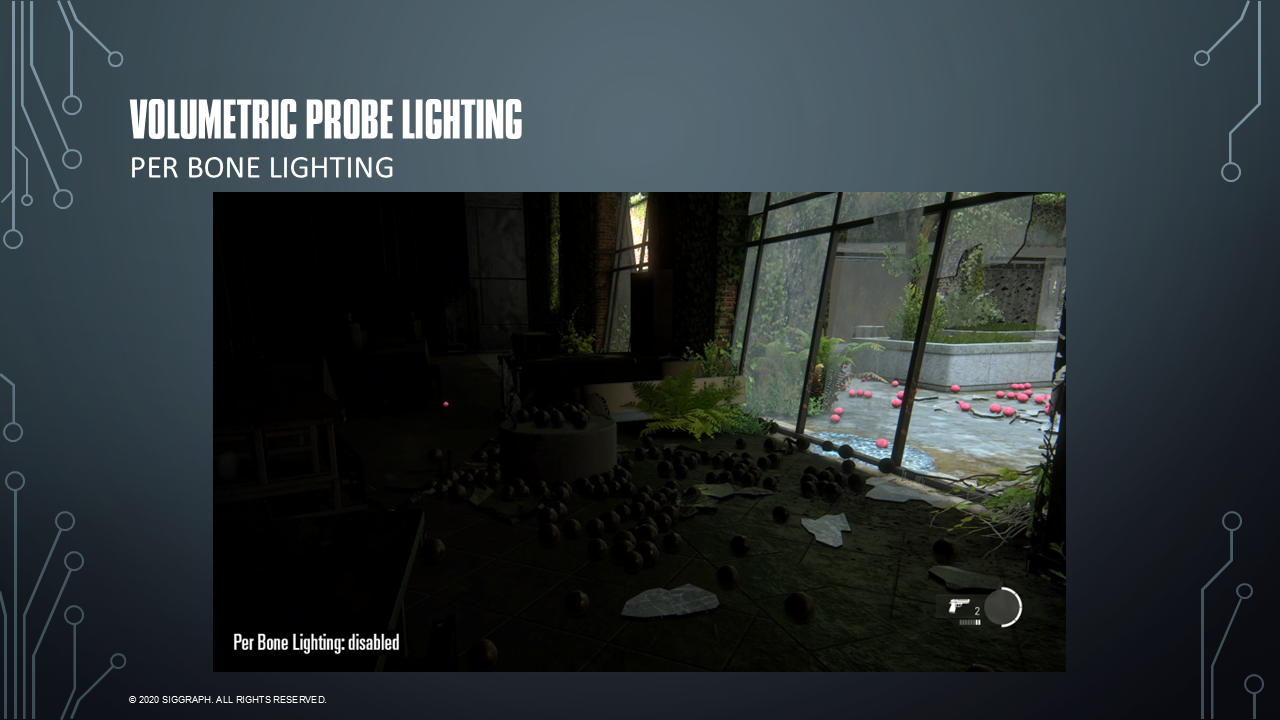 VOLUMETRIC PROBE LIGHTING
PER BONE LIGHTING
2
Per Bone Lighting: disabled
© 2020 SIGGRAPH. ALL RIGHTS RESERVED.